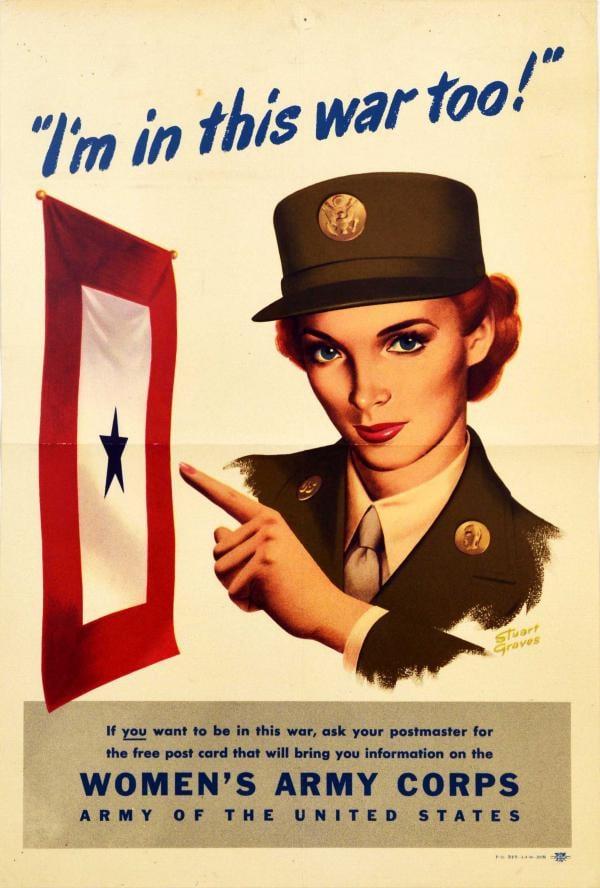 "I'm in this war too!"
Stuart
Graves
If you want to be in this war, ask your postmaster for
the free post card that will bring you information on the
WOMEN'S ARMY CORPS
ARMY OF THE UNITED STATES